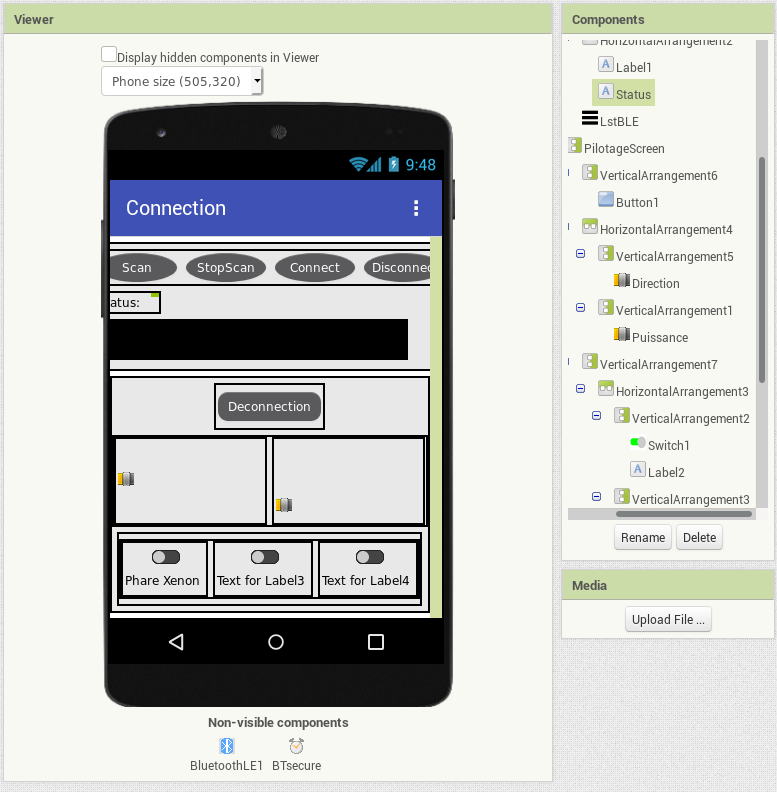 Viewer
Display hidden components in Viewer
Phone size (505,320)
9:48
Connection
Scan
StopScan
Connect
Disconnec
atus:
Deconnection
Phare Xenon
Text for Label3
Text for Label4
Non-visible components
BluetoothLE1
BTsecure
Components
HorizontalArrangement2
Label1
Status
LstBLE
PilotageScreen
VerticalArrangement6
Button1
HorizontalArrangement4
VerticalArrangement5
Direction
VerticalArrangement1
Puissance
VerticalArrangement7
HorizontalArrangement3
VerticalArrangement2
Switch1
Label2
VerticalArrangement3
Rename
Delete
Media
Upload File ...